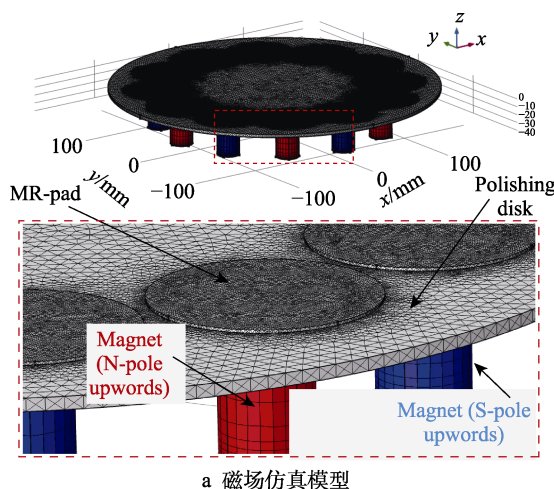 z
y
x
0
−10
−20
−30
−40
100
0
−100
y/mm
−100
0
100
x/mm
MR-pad
Polishing
disk
Magnet
(N-pole
upwords)
Magnet (S-pole
upwords)
a 磁场仿真模型